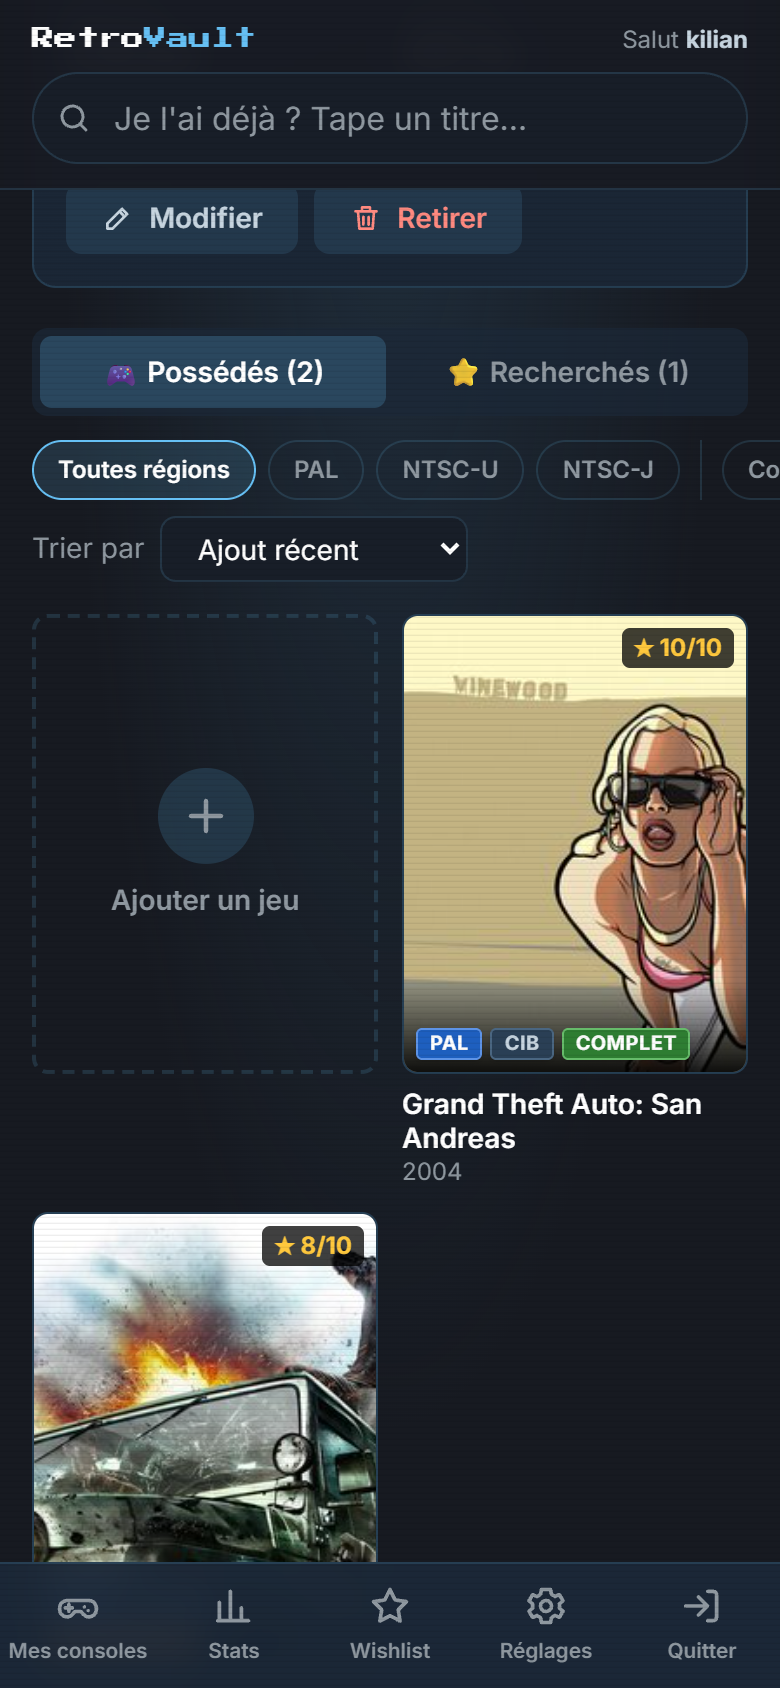 RetroVault
Salut kilian
Je l'ai déjà ? Tape un titre...
Modifier
Retirer
Possédés (2)
Recherchés (1)
Toutes régions
PAL
NTSC-U
NTSC-J
Co
Trier par
Ajout récent
★ 10/10
VINEWOOD
Ajouter un jeu
PAL
CIB
COMPLET
Grand Theft Auto: San
Andreas
2004
★ 8/10
Mes consoles
Stats
Wishlist
Réglages
Quitter